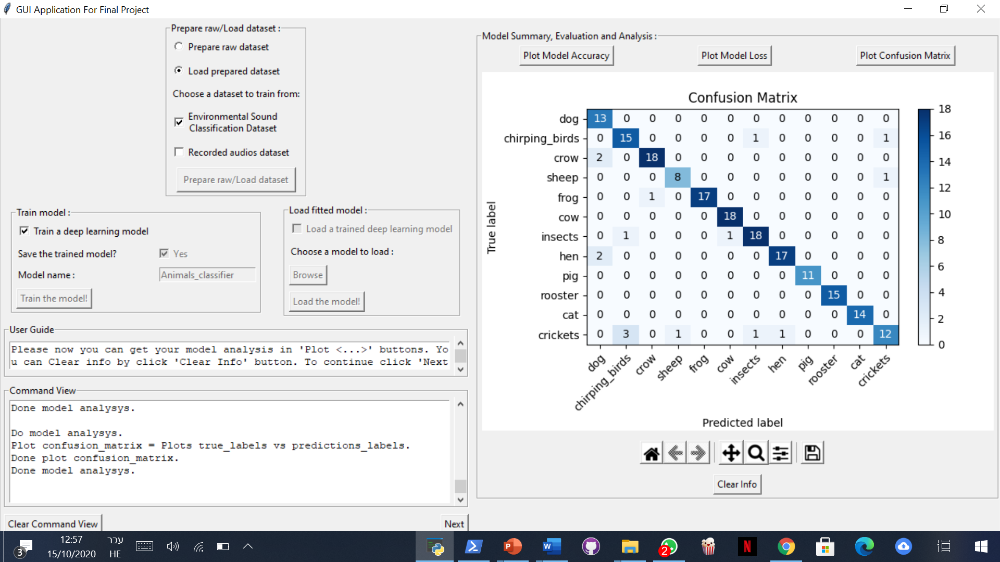 GUI Application For Final Project
Prepare raw/Load dataset :
Prepare raw dataset
Load prepared dataset
Choose a dataset to train from:
Environmental Sound
Classification Dataset
Recorded audios dataset
Prepare raw/Load dataset
Train model :
Train a deep learning model
Save the trained model?
Yes
Model name :
Animals_classifier
Train the model!
Load fitted model :
Load a trained deep learning model
Choose a model to load :
Browse
Load the model!
User Guide
Please now you can get your model analysis in 'Plot <...>' buttons. Yo
u can Clear info by click 'Clear Info' button. To continue click 'Next
Command View
Done model analysys.
Do model analysys.
Plot confusion_matrix = Plots true_labels vs predictions_labels.
Done plot confusion_matrix.
Done model analysys.
Clear Command View
Next
Model Summary, Evaluation and Analysis :
Plot Model Accuracy
Plot Model Loss
Plot Confusion Matrix
Confusion Matrix
True label
dog 13 0 0 0 0 0 0 0 0 0 0 0
chirping_birds 0 15 0 0 0 0 1 0 0 0 0 1
crow 2 0 18 0 0 0 0 0 0 0 0 0
sheep 0 0 0 8 0 0 0 0 0 0 0 1
frog 0 0 1 0 17 0 0 0 0 0 0 0
cow 0 0 0 0 0 18 0 0 0 0 0 0
insects 0 1 0 0 0 1 18 0 0 0 0 0
hen 2 0 0 0 0 0 0 17 0 0 0 0
pig 0 0 0 0 0 0 0 0 11 0 0 0
rooster 0 0 0 0 0 0 0 0 0 15 0 0
cat 0 0 0 0 0 0 0 0 0 0 14 0
crickets 0 3 0 1 0 0 1 1 0 0 0 12
dog chirping_birds crow sheep frog cow insects hen pig rooster cat crickets
Predicted label
18
16
14
12
10
8
6
4
2
0
Clear Info
3
12:57
15/10/2020
עבר
HE
P
W
2
N